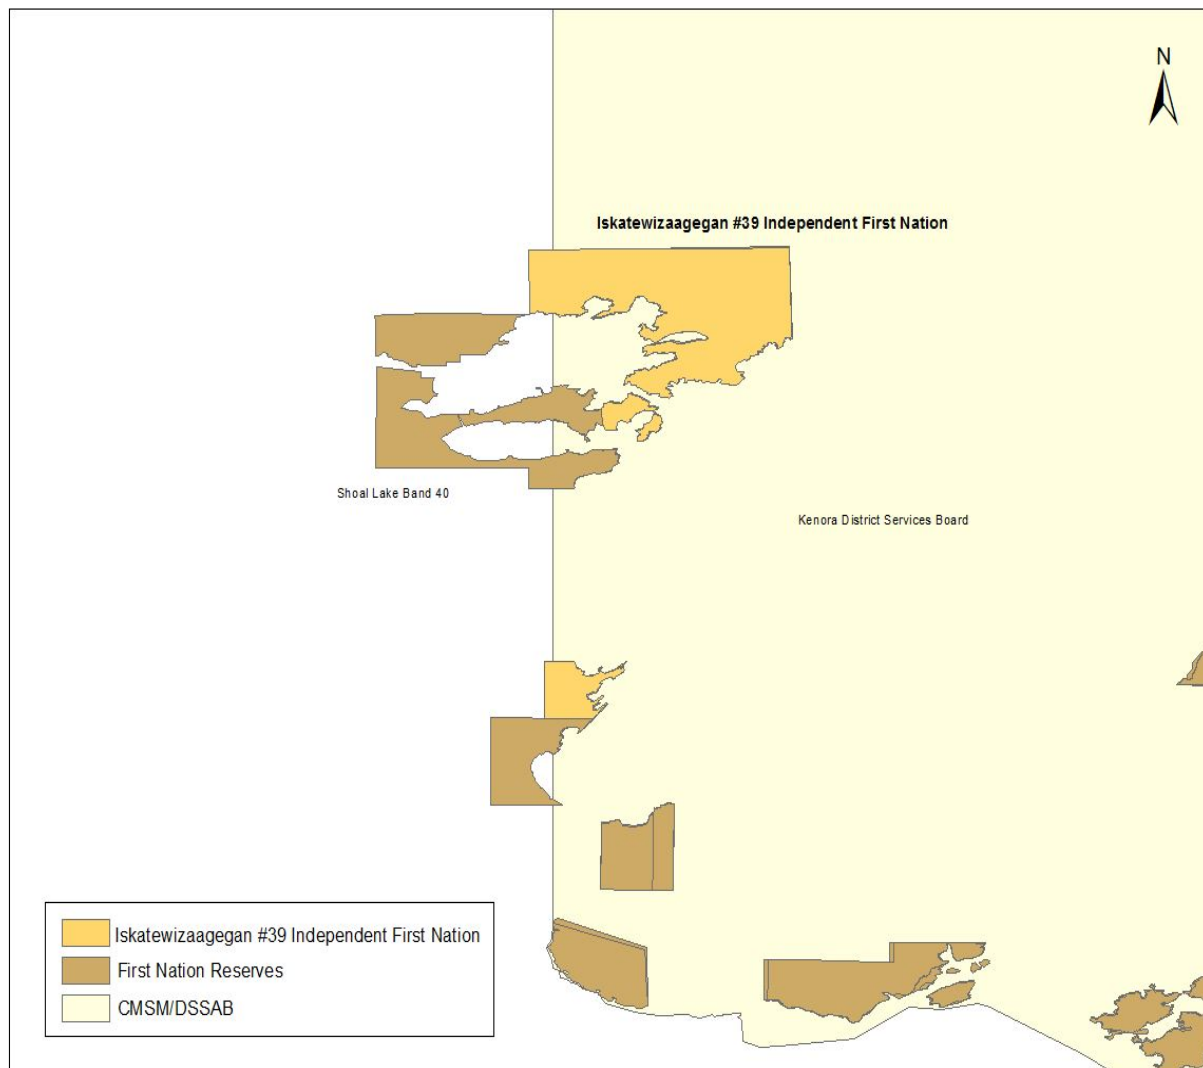 N
Iskatewizaagegan #39 Independent First Nation
Shoal Lake Band 40
Kenora District Services Board
Iskatewizaagegan #39 Independent First Nation
First Nation Reserves
CMSM/DSSAB